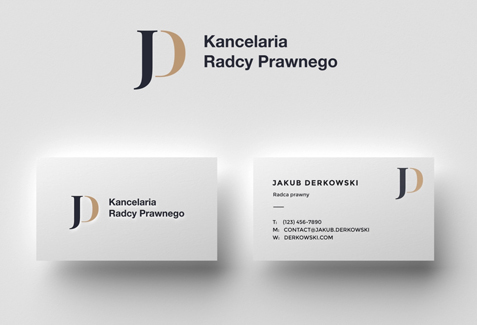 JD
Kancelaria
Radcy Prawnego
JD
Kancelaria
Radcy Prawnego
JD
JAKUB DERKOWSKI
Radca prawny
T: (123) 456-7890
M: CONTACT@JAKUB.DERKOWSKI
W: DERKOWSKI.COM